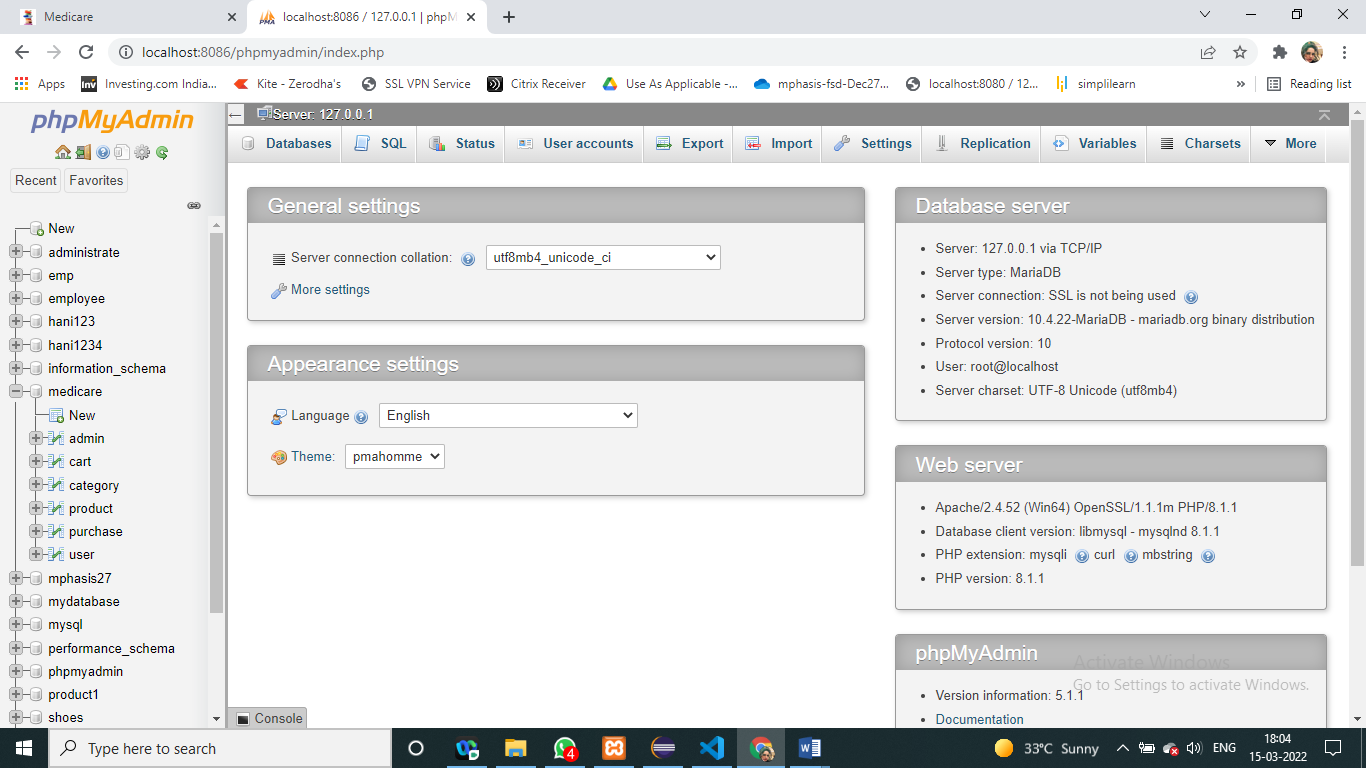 Medicare
localhost:8086 / 127.0.0.1 | phpM
localhost:8086/phpmyadmin/index.php
Apps
Investing.com India...
Kite - Zerodha's
SSL VPN Service
Citrix Receiver
Use As Applicable -...
mphasis-fsd-Dec27...
localhost:8080 / 12...
simplilearn
»
Reading list
phpMyAdmin
Recent
Favorites
New
administrate
emp
employee
hani123
hani1234
information_schema
medicare
New
admin
cart
category
product
purchase
user
mphasis27
mydatabase
mysql
performance_schema
phpmyadmin
product1
shoes
Server: 127.0.0.1
Databases
SQL
Status
User accounts
Export
Import
Settings
Replication
Variables
Charsets
More
General settings
Server connection collation:
utf8mb4_unicode_ci
More settings
Appearance settings
Language
English
Theme:
pmahomme
Database server
Server: 127.0.0.1 via TCP/IP
Server type: MariaDB
Server connection: SSL is not being used
Server version: 10.4.22-MariaDB - mariadb.org binary distribution
Protocol version: 10
User: root@localhost
Server charset: UTF-8 Unicode (utf8mb4)
Web server
Apache/2.4.52 (Win64) OpenSSL/1.1.1m PHP/8.1.1
Database client version: libmysql - mysqlnd 8.1.1
PHP extension: mysqli curl mbstring
PHP version: 8.1.1
phpMyAdmin
Version information: 5.1.1
Documentation
Activate Windows
Go to Settings to activate Windows.
Console
Type here to search
4
33°C Sunny
ENG
18:04
15-03-2022